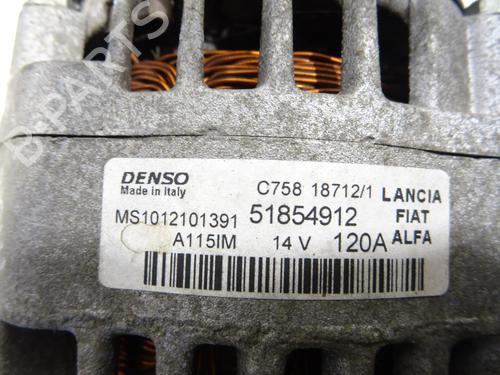 DENSO
Made in Italy
C758 18712/1
LANCIA
FIAT
ALFA
MS1012101391 51854912
A115IM 14 V 120A
B-PARTS